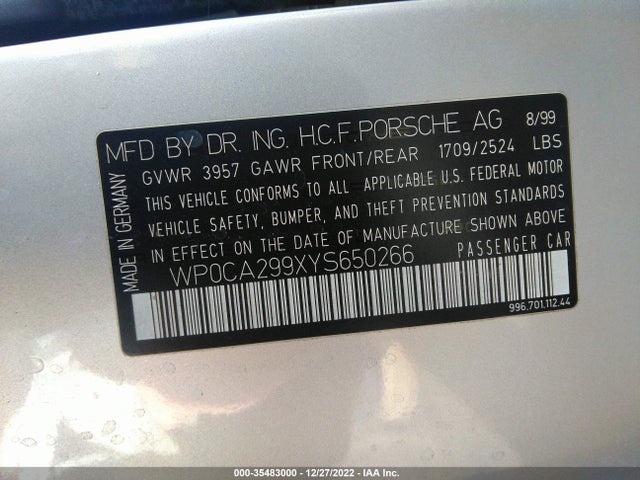 MFD BY DR. ING. H.C.F. PORSCHE AG 8/99
GVWR 3957 GAWR FRONT/REAR 1709/2524 LBS
THIS VEHICLE CONFORMS TO ALL APPLICABLE U.S. FEDERAL MOTOR
VEHICLE SAFETY, BUMPER, AND THEFT PREVENTION STANDARDS
IN EFFECT ON THE DATE OF MANUFACTURE (SHOWN ABOVE
WP0CA299XYS650266 PASSENGER CAR
MADE IN GERMANY
996.701.112.44
000-35483000 | 12/27/2022 - IAA Inc.